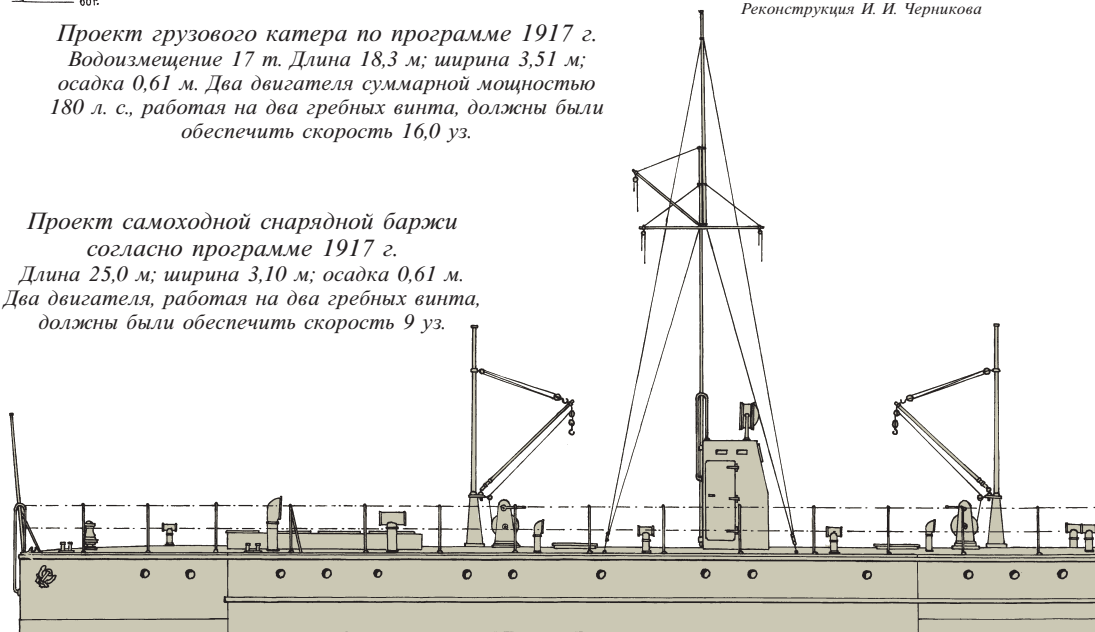 60г.
Реконструкция И. И. Черникова
Проект грузового катера по программе 1917 г.
Водоизмещение 17 т. Длина 18,3 м; ширина 3,51 м;
осадка 0,61 м. Два двигателя суммарной мощностью
180 л. с., работая на два гребных винта, должны были
обеспечить скорость 16,0 уз.
Проект самоходной снарядной баржи
согласно программе 1917 г.
Длина 25,0 м; ширина 3,10 м; осадка 0,61 м.
Два двигателя, работая на два гребных винта,
должны были обеспечить скорость 9 уз.